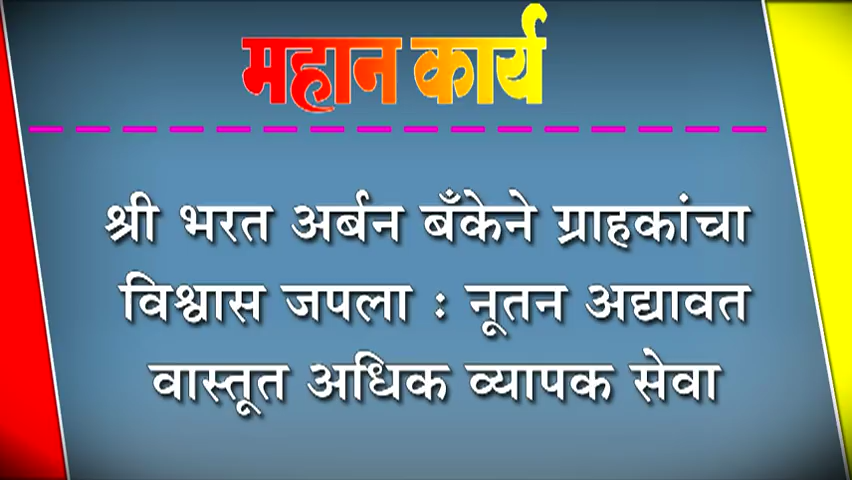 महान कार्य
श्री भरत अर्बन बँकेने ग्राहकांचा
विश्वास जपला : नूतन अद्यावत
वास्तूत अधिक व्यापक सेवा